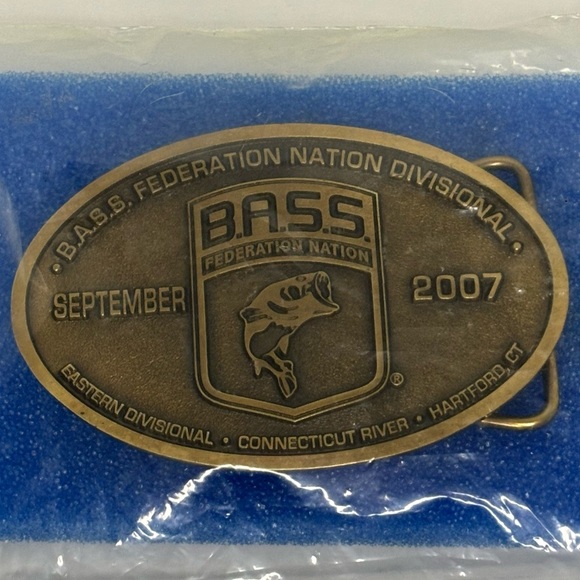 • B.A.S.S. FEDERATION NATION DIVISIONAL •
B.A.S.S.
FEDERATION NATION
SEPTEMBER
2007
®
EASTERN DIVISIONAL • CONNECTICUT RIVER • HARTFORD, CT